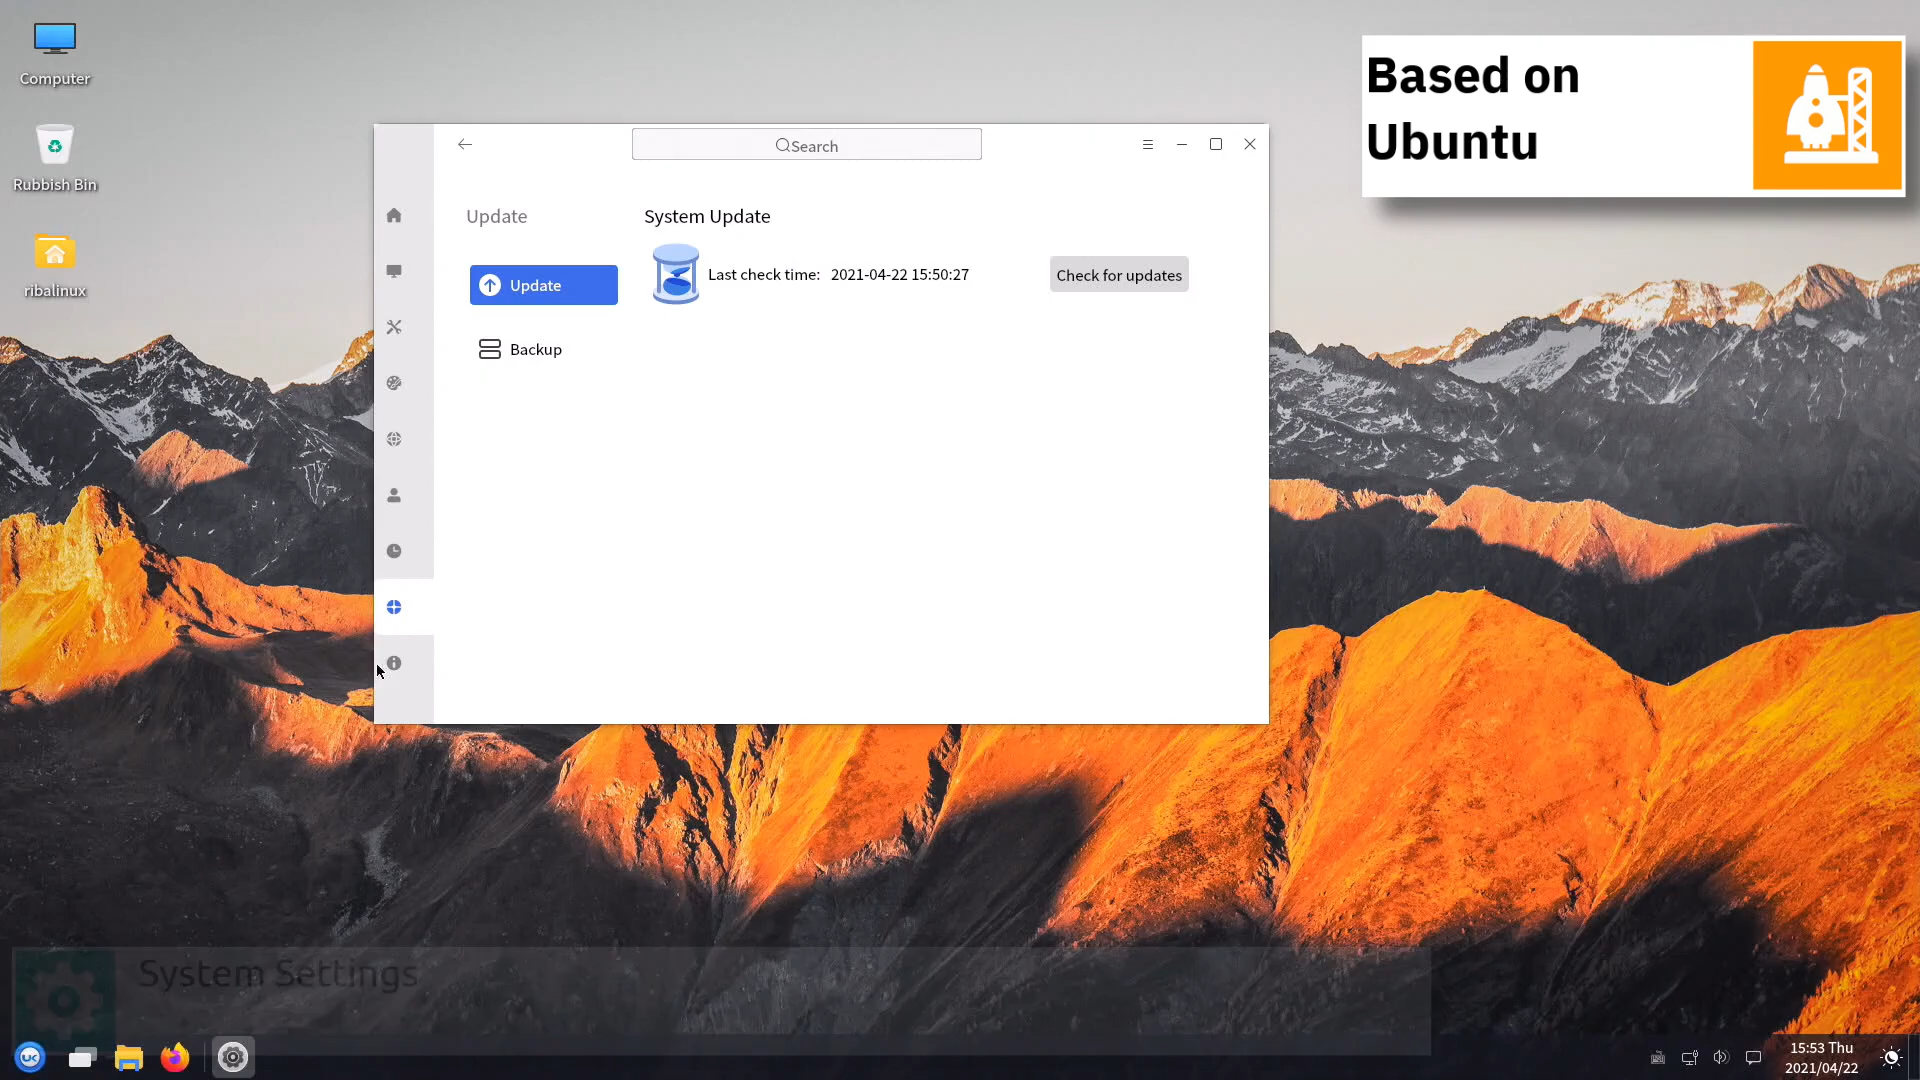 Computer
Rubbish Bin
ribalinux
Search
Update
Update
Backup
System Update
Last check time: 2021-04-22 15:50:27
Check for updates
Based on
Ubuntu
System Settings
UK
15:53 Thu
2021/04/22